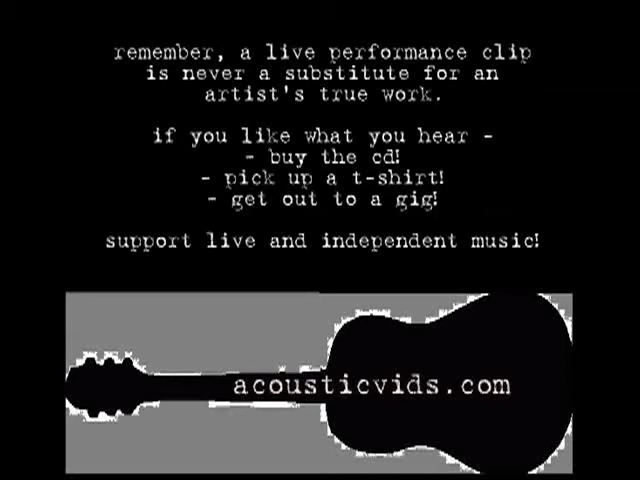 remember, a live performance clip
is never a substitute for an
artist's true work.
if you like what you hear -
- buy the cd!
- pick up a t-shirt!
- get out to a gig!
support live and independent music!
acousticvids.com